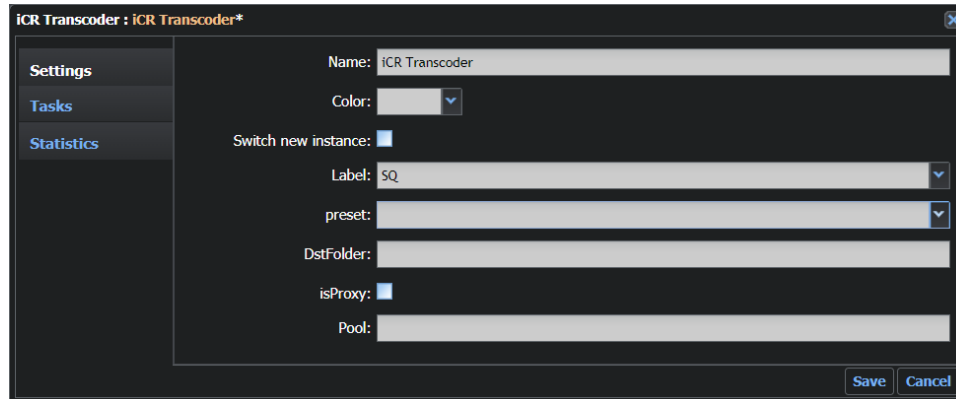 iCR Transcoder : iCR Transcoder*
Settings
Tasks
Statistics
Name: iCR Transcoder
Color:
Switch new instance:
Label: SQ
preset:
DstFolder:
isProxy:
Pool:
Save Cancel